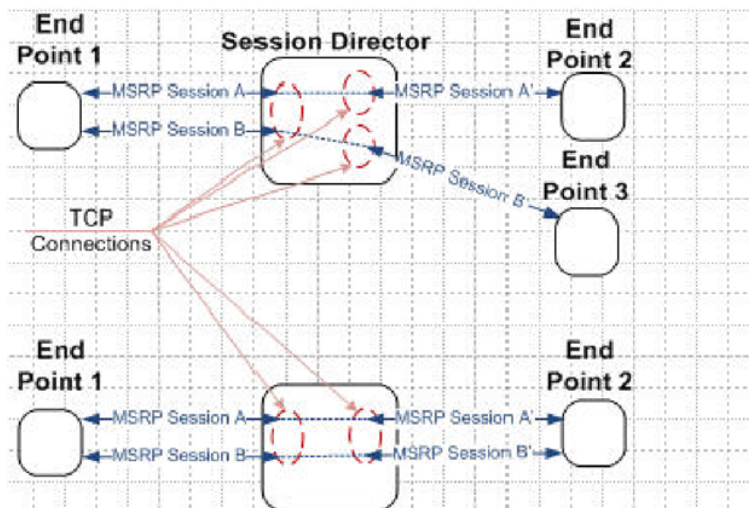 End
Point 1
Session Director
End
Point 2
MSRP Session A
MSRP Session A'
MSRP Session B
MSRP Session B'
End
Point 3
TCP
Connections
End
Point 1
End
Point 2
MSRP Session A
MSRP Session A'
MSRP Session B
MSRP Session B'